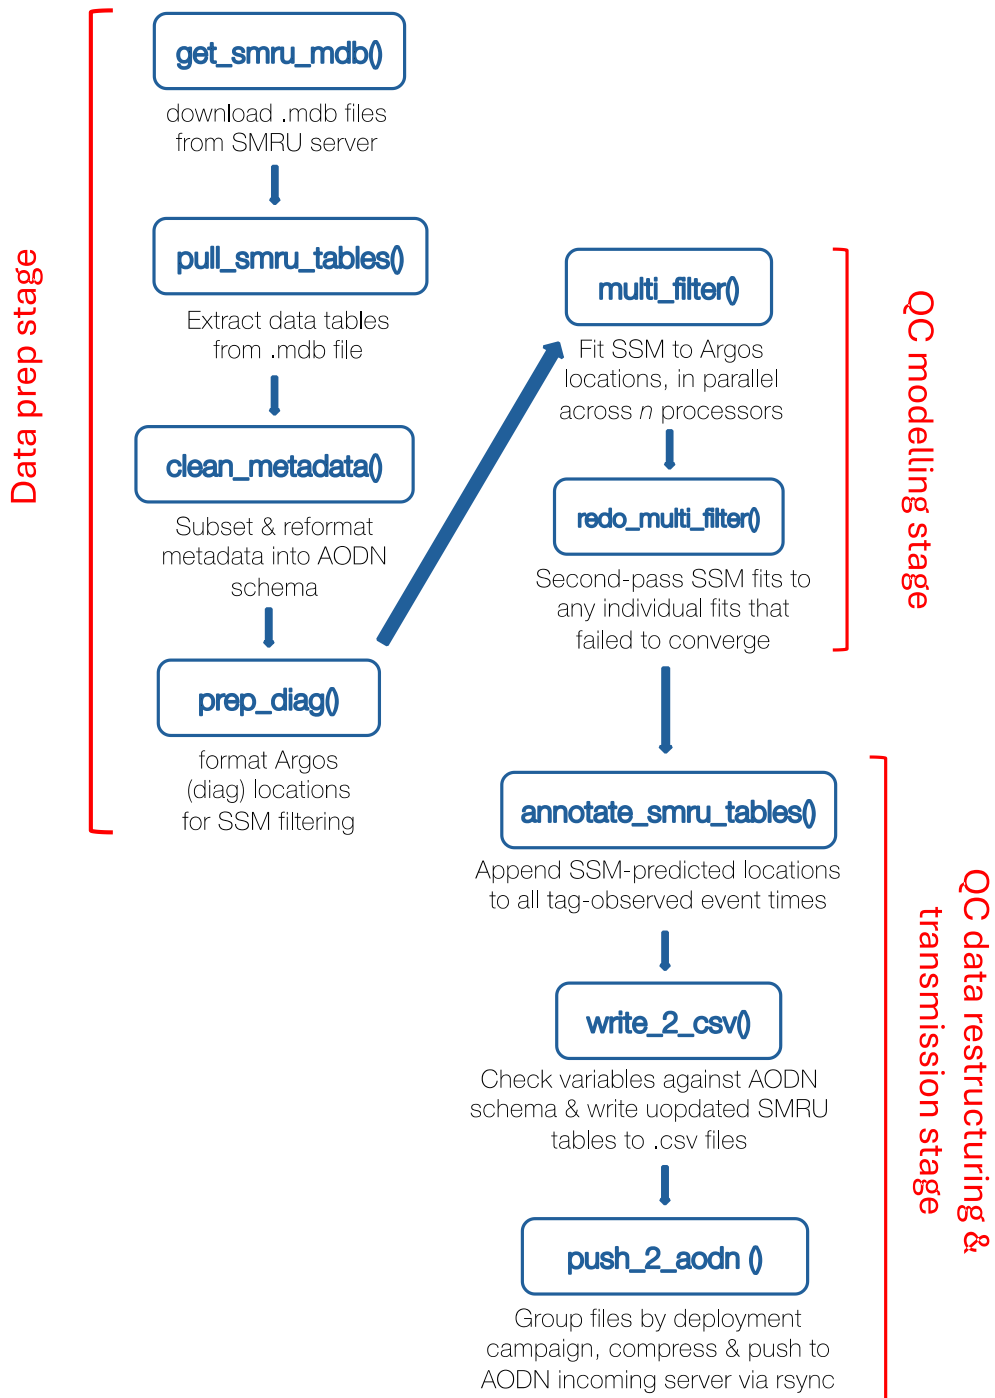 Data prep stage
get_smru_mdb()
download .mdb files
from SMRU server
pull_smru_tables()
Extract data tables
from .mdb file
clean_metadata()
Subset & reformat
metadata into AODN
schema
prep_diag()
format Argos
(diag) locations
for SSM filtering
QC modelling stage
multi_filter()
Fit SSM to Argos
locations, in parallel
across n processors
redo_multi_filter()
Second-pass SSM fits to
any individual fits that
failed to converge
QC data restructuring &
transmission stage
annotate_smru_tables()
Append SSM-predicted locations
to all tag-observed event times
write_2_csv()
Check variables against AODN
schema & write uopdated SMRU
tables to .csv files
push_2_aodn ()
Group files by deployment
campaign, compress & push to
AODN incoming server via rsync